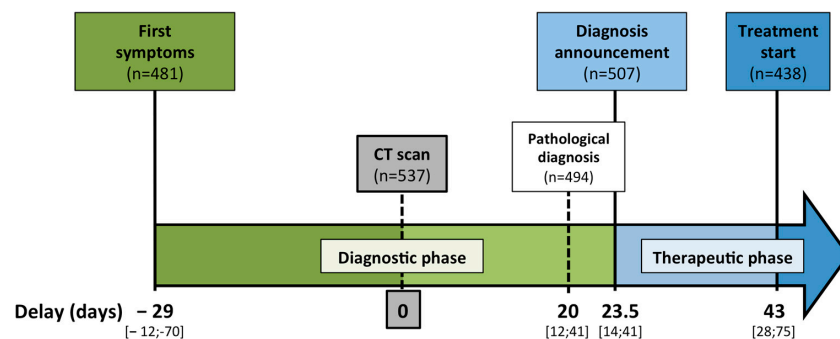 First
symptoms
(n=481)
Diagnosis
announcement
(n=507)
Treatment
start
(n=438)
CT scan
(n=537)
Pathological
diagnosis
(n=494)
Diagnostic phase
Therapeutic phase
Delay (days) – 29 0 20 23.5 43
[– 12;-70] [12;41] [14;41] [28;75]